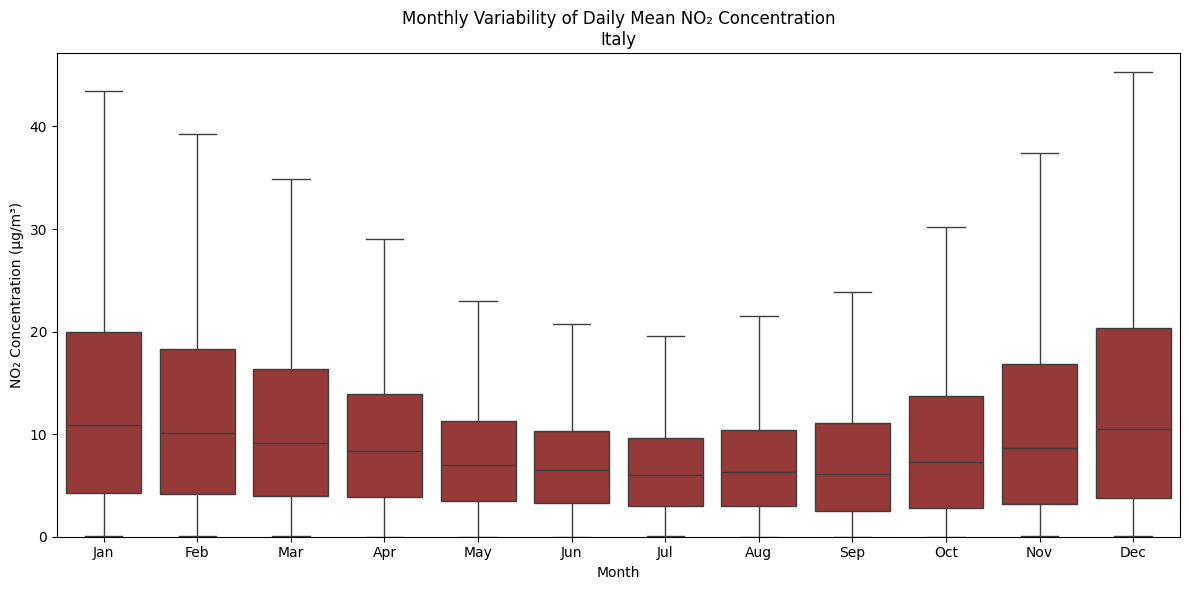 Monthly Variability of Daily Mean NO₂ Concentration
Italy
NO₂ Concentration (µg/m³)
40
30
20
10
0
Jan Feb Mar Apr May Jun Jul Aug Sep Oct Nov Dec
Month